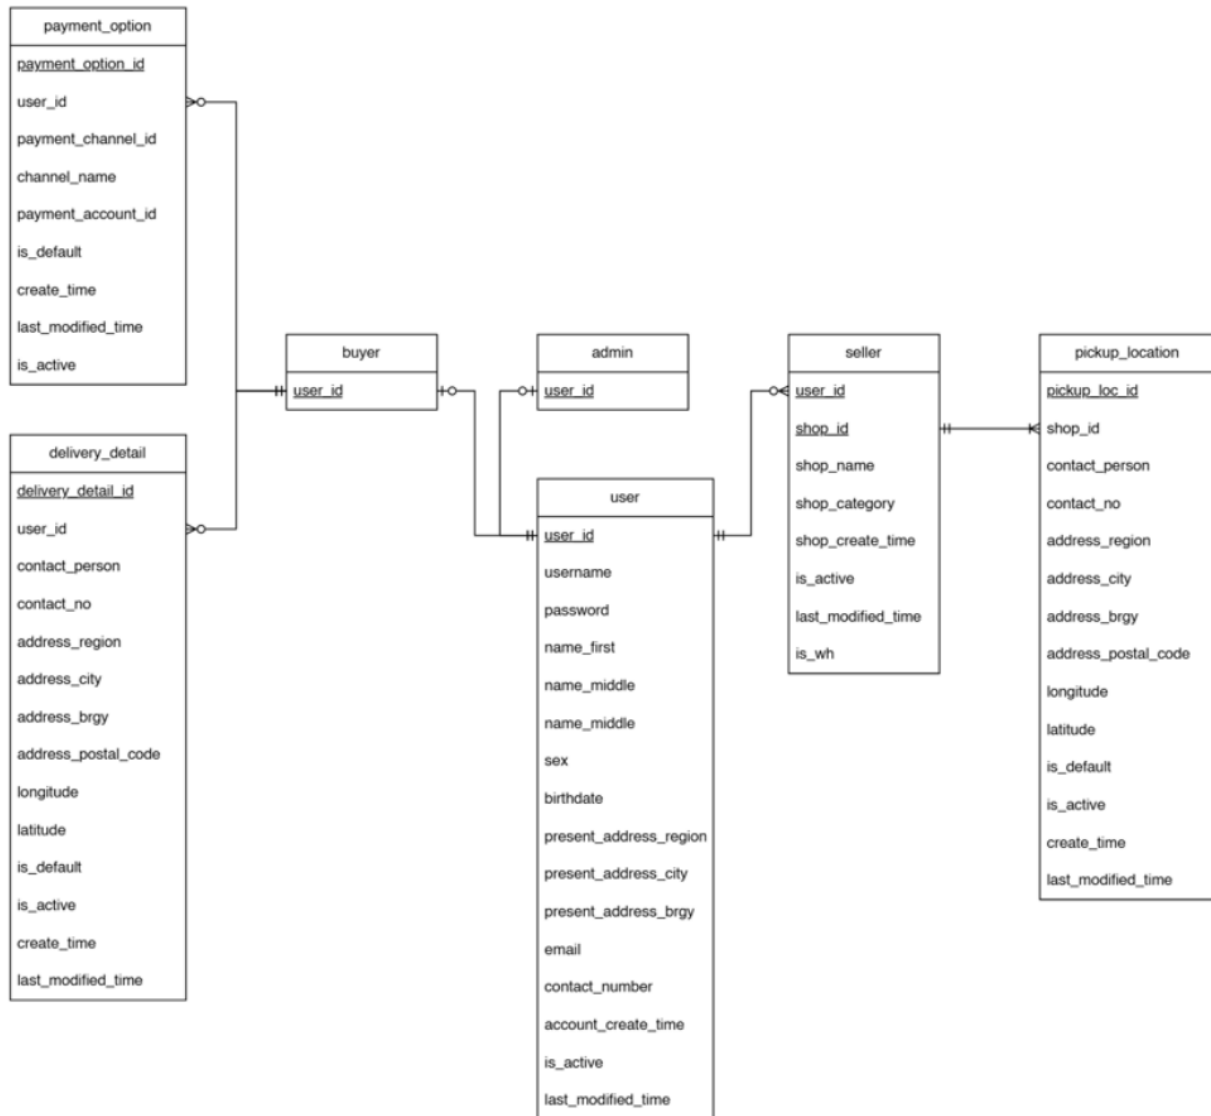 payment_option
payment_option_id
user_id
payment_channel_id
channel_name
payment_account_id
is_default
create_time
last_modified_time
is_active
delivery_detail
delivery_detail_id
user_id
contact_person
contact_no
address_region
address_city
address_brgy
address_postal_code
longitude
latitude
is_default
is_active
create_time
last_modified_time
buyer
user_id
admin
user_id
user
user_id
username
password
name_first
name_middle
name_middle
sex
birthdate
present_address_region
present_address_city
present_address_brgy
email
contact_number
account_create_time
is_active
last_modified_time
seller
user_id
shop_id
shop_name
shop_category
shop_create_time
is_active
last_modified_time
is_wh
pickup_location
pickup_loc_id
shop_id
contact_person
contact_no
address_region
address_city
address_brgy
address_postal_code
longitude
latitude
is_default
is_active
create_time
last_modified_time